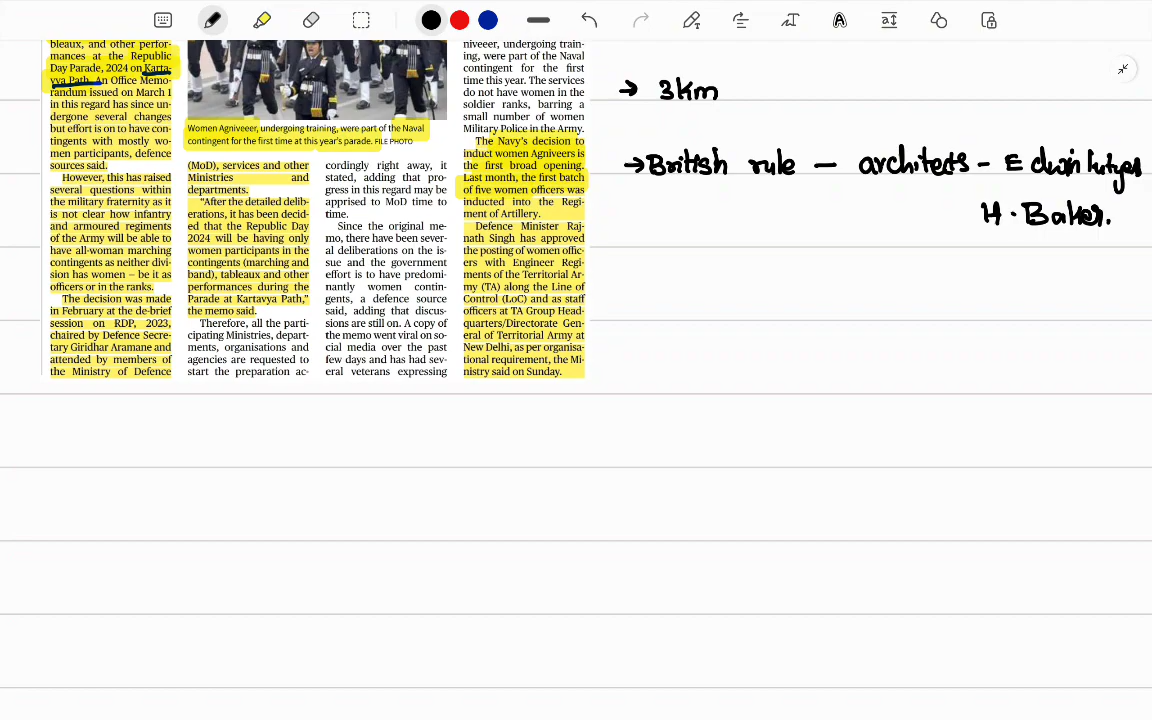 bleaux, and other perfor-
mances at the Republic
Day Parade, 2024 on Karta-
vya Path. An Office Memo-
randum issued on March 1
in this regard has since un-
dergone several changes
but effort is on to have con-
tingents with mostly wo-
men participants, defence
sources said.
However, this has raised
several questions within
the military fraternity as it
is not clear how infantry
and armoured regiments
of the Army will be able to
have all-woman marching
contingents as neither divi-
sion has women – be it as
officers or in the ranks.
The decision was made
in February at the de-brief
session on RDP, 2023,
chaired by Defence Secre-
tary Giridhar Aramane and
attended by members of
the Ministry of Defence
Women Agniveeer, undergoing training, were part of the Naval
contingent for the first time at this year's parade. FILE PHOTO
(MoD), services and other
Ministries and
departments.
“After the detailed delib-
erations, it has been decid-
ed that the Republic Day
2024 will be having only
women participants in the
contingents (marching and
band), tableaux and other
performances during the
Parade at Kartavya Path,”
the memo said.
Therefore, all the parti-
cipating Ministries, depart-
ments, organisations and
agencies are requested to
start the preparation ac-
cordingly right away, it
stated, adding that pro-
gress in this regard may be
apprised to MoD time to
time.
Since the original me-
mo, there have been sever-
al deliberations on the is-
sue and the government
effort is to have predomi-
nantly women contin-
gents, a defence source
said, adding that discus-
sions are still on. A copy of
the memo went viral on so-
cial media over the past
few days and has had sev-
eral veterans expressing
niveeer, undergoing train-
ing, were part of the Naval
contingent for the first
time this year. The services
do not have women in the
soldier ranks, barring a
small number of women
Military Police in the Army.
The Navy's decision to
induct women Agniveers is
the first broad opening.
Last month, the first batch
of five women officers was
inducted into the Regi-
ment of Artillery.
Defence Minister Raj-
nath Singh has approved
the posting of women offic-
ers with Engineer Regi-
ments of the Territorial Ar-
my (TA) along the Line of
Control (LoC) and as staff
officers at TA Group Head-
quarters/Directorate Gen-
eral of Territorial Army at
New Delhi, as per organisa-
tional requirement, the Mi-
nistry said on Sunday.
→ 3km
→ British rule – architects - Edwin lutyes
H. Baker.